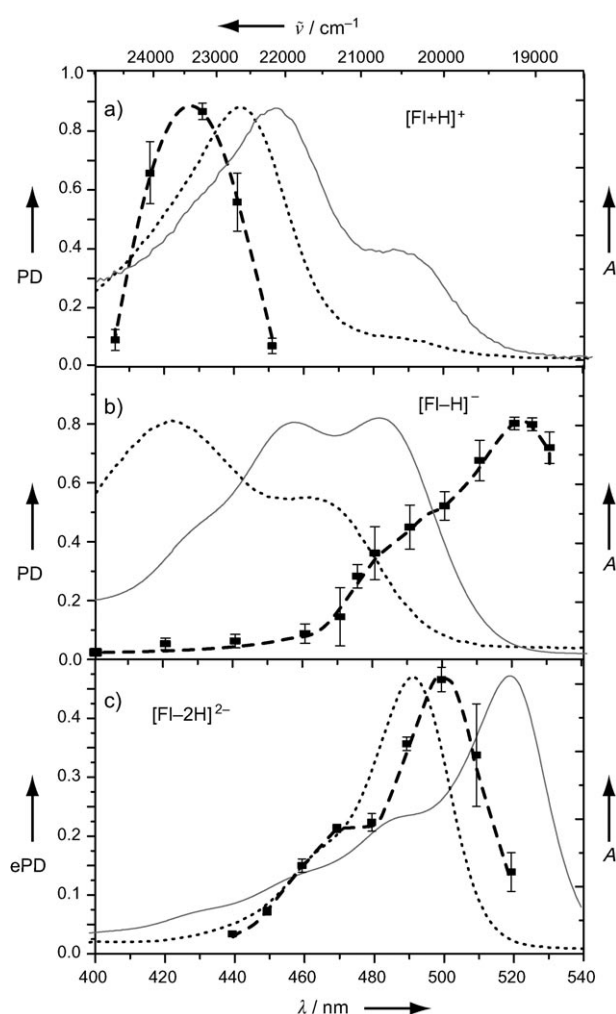 ν̃ / cm⁻¹
24000 23000 22000 21000 20000 19000
1.0
a)
[Fl+H]⁺
0.8
0.6
PD
A
0.4
0.2
0.0
b)
[Fl–H]⁻
0.8
0.6
PD
A
0.4
0.2
0.0
c)
[Fl–2H]²⁻
0.4
0.3
ePD
A
0.2
0.1
0.0
400 420 440 460 480 500 520 540
λ / nm